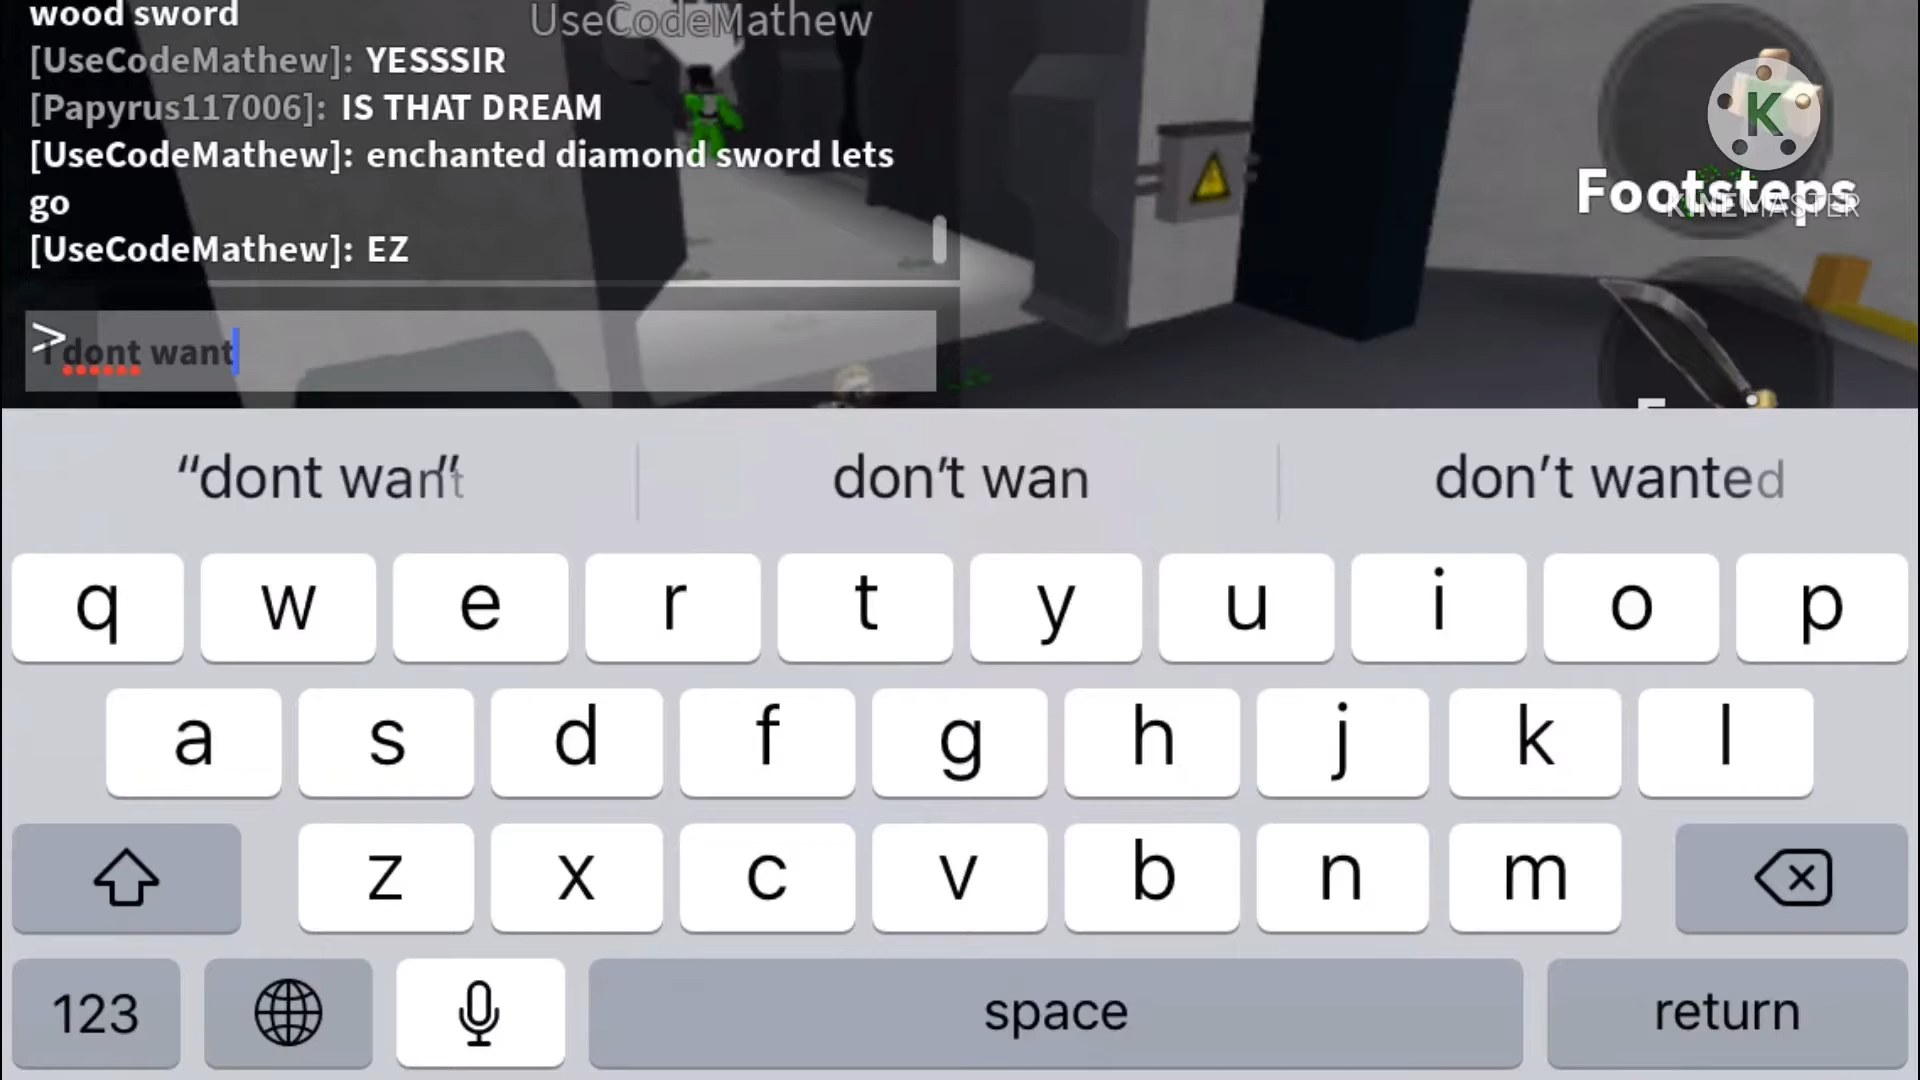 wood sword
UseCodeMathew
[UseCodeMathew]: YESSSIR
[Papyrus117006]: IS THAT DREAM
[UseCodeMathew]: enchanted diamond sword lets
go
[UseCodeMathew]: EZ
K
Footsteps
KINEMASTER
>
I dont want
“dont want”
don’t wan
don’t wanted
q w e r t y u i o p
a s d f g h j k l
z x c v b n m
123
space
return